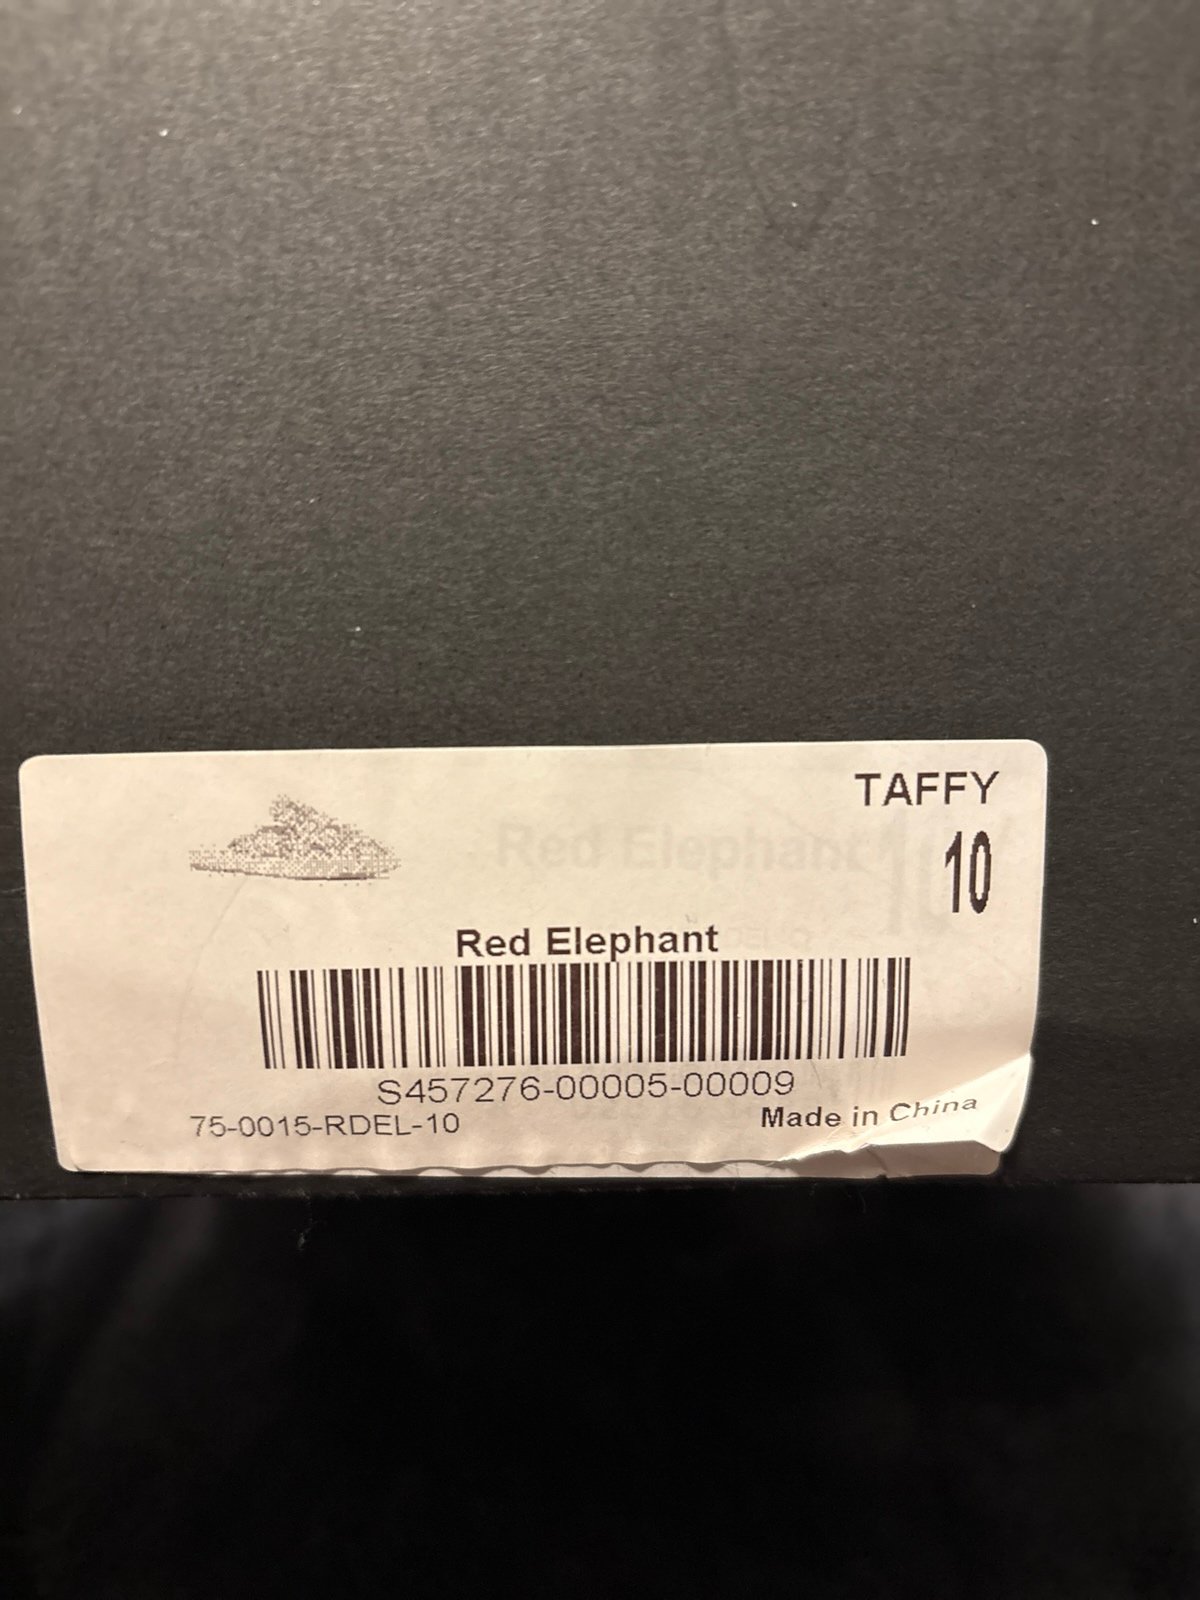 TAFFY
10
Red Elephant
S457276-00005-00009
75-0015-RDEL-10
Made in China